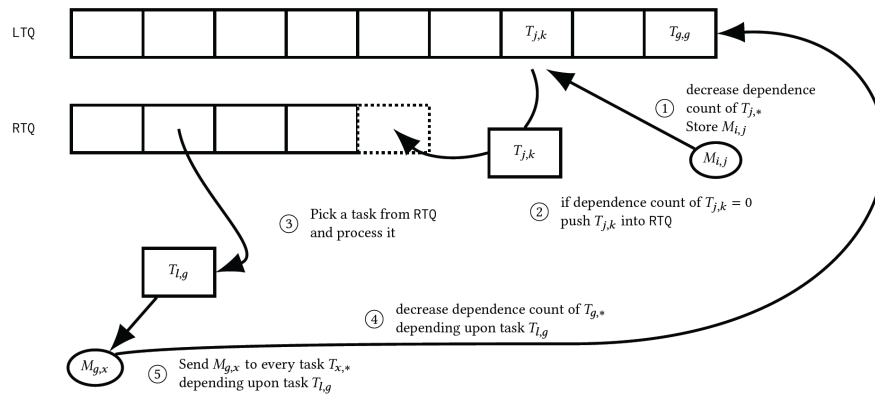 LTQ
T_{j,k}
T_{g,g}
① decrease dependence
count of T_{j,*}
Store M_{i,j}
RTQ
T_{j,k}
M_{i,j}
② if dependence count of T_{j,k} = 0
push T_{j,k} into RTQ
③ Pick a task from RTQ
and process it
T_{l,g}
④ decrease dependence count of T_{g,*}
depending upon task T_{l,g}
M_{g,x}
⑤ Send M_{g,x} to every task T_{x,*}
depending upon task T_{l,g}